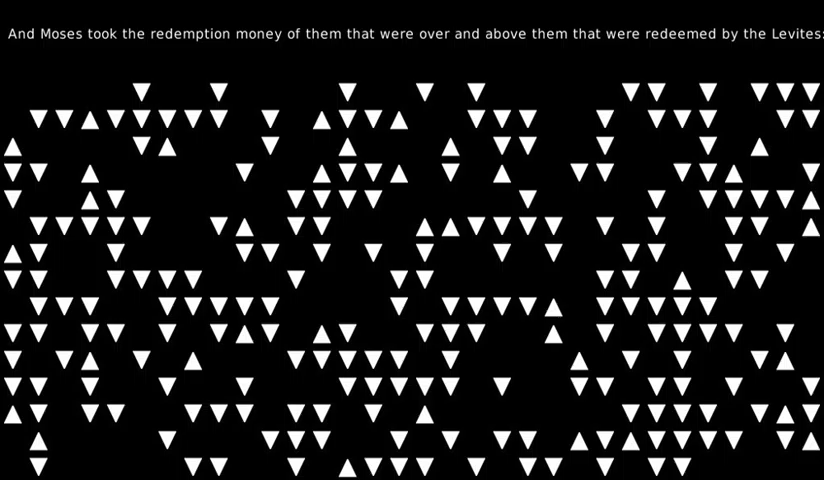 And Moses took the redemption money of them that were over and above them that were redeemed by the Levites: